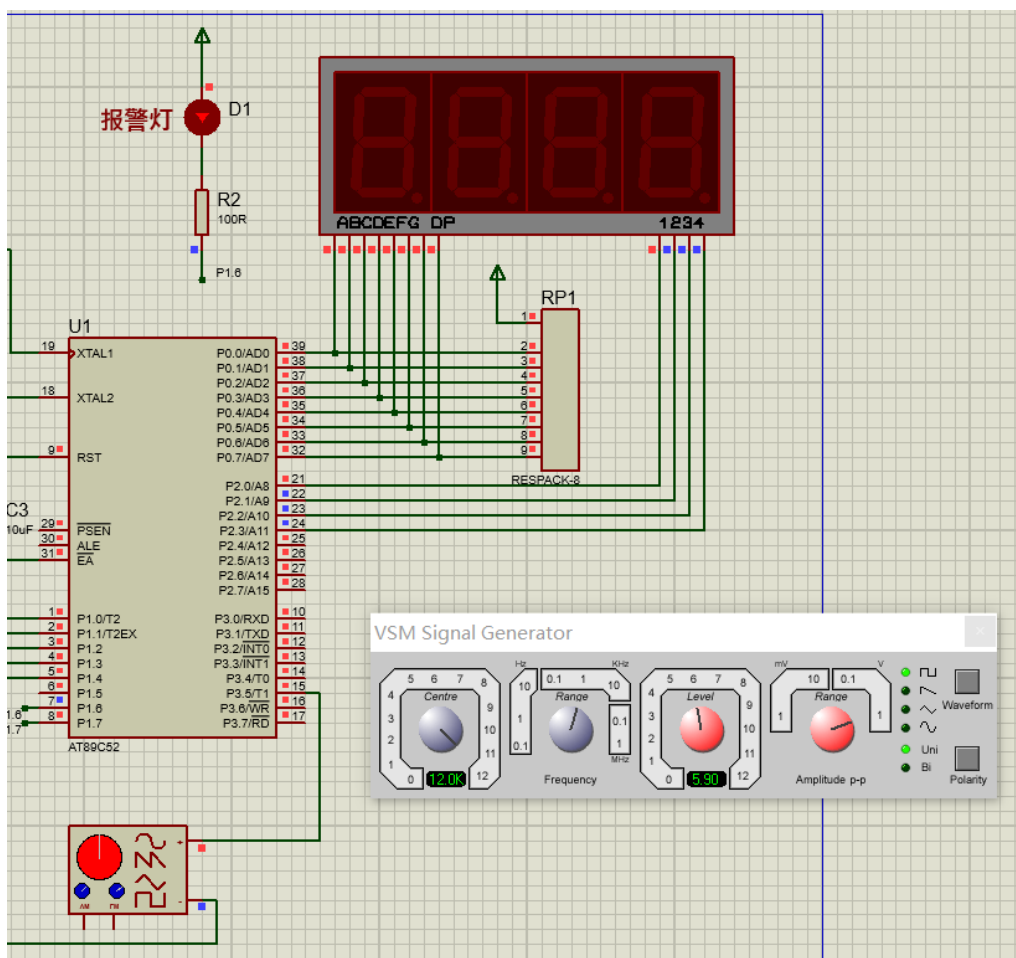 报警灯
D1
R2
100R
P1.6
ABCDEFG DP
1234
RP1
1
2
3
4
5
6
7
8
9
RESPACK-8
U1
19 XTAL1
18 XTAL2
9 RST
C3
10uF
29 PSEN
30 ALE
31 EA
1 P1.0/T2
2 P1.1/T2EX
3 P1.2
4 P1.3
5 P1.4
6 P1.5
7 P1.6
8 P1.7
1.6
1.7
P0.0/AD0 39
P0.1/AD1 38
P0.2/AD2 37
P0.3/AD3 36
P0.4/AD4 35
P0.5/AD5 34
P0.6/AD6 33
P0.7/AD7 32
P2.0/A8 21
P2.1/A9 22
P2.2/A10 23
P2.3/A11 24
P2.4/A12 25
P2.5/A13 26
P2.6/A14 27
P2.7/A15 28
P3.0/RXD 10
P3.1/TXD 11
P3.2/INT0 12
P3.3/INT1 13
P3.4/T0 14
P3.5/T1 15
P3.6/WR 16
P3.7/RD 17
AT89C52
VSM Signal Generator
0 1 2 3 4 5 6 7 8 9 10 11 12
Centre
12.0K
Hz KHz
0.1 1 10 0.1 1 10 0.1 1
MHz
Range
Frequency
0 1 2 3 4 5 6 7 8 9 10 11 12
Level
5.90
mV V
1 10 0.1 1
Range
Amplitude p-p
Waveform
Uni
Bi
Polarity
+
-
AM FM